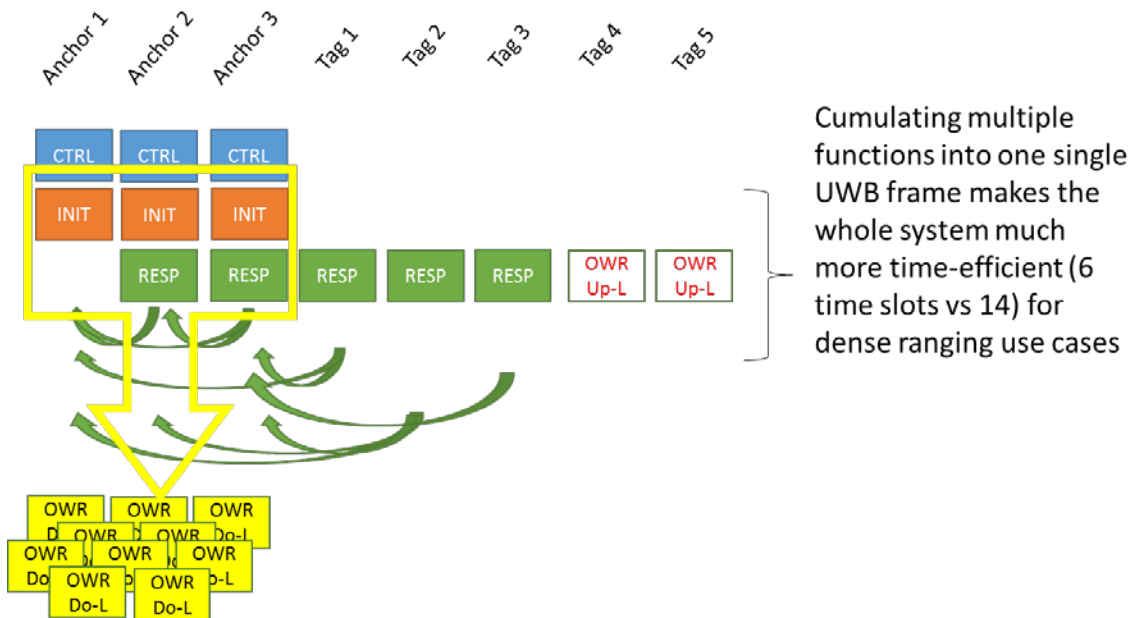 Anchor 1
Anchor 2
Anchor 3
Tag 1
Tag 2
Tag 3
Tag 4
Tag 5
CTRL CTRL CTRL
INIT INIT INIT
RESP RESP RESP RESP RESP
OWR
Up-L
OWR
Up-L
Cumulating multiple
functions into one single
UWB frame makes the
whole system much
more time-efficient (6
time slots vs 14) for
dense ranging use cases
OWR OWR OWR
OWR OWR
OWR OWR OWR
OWR
Do-L
OWR
Do-L